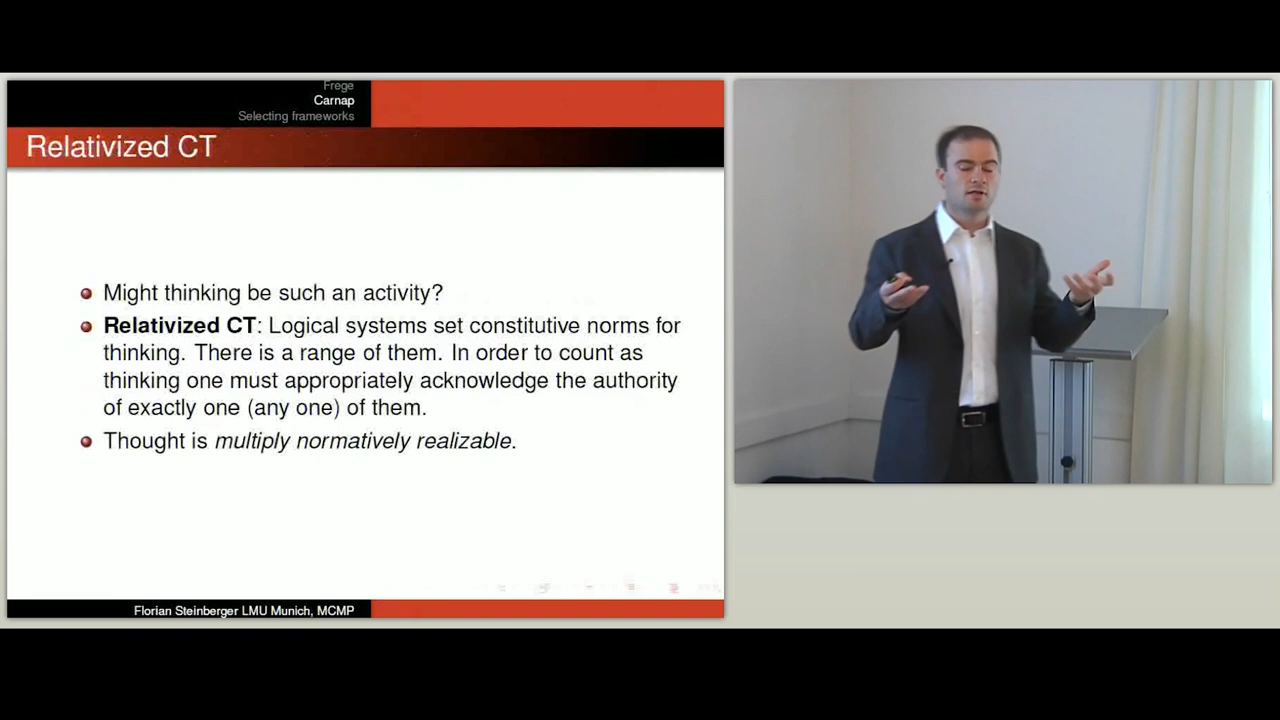 Frege
Carnap
Selecting frameworks
Relativized CT
Might thinking be such an activity?
Relativized CT: Logical systems set constitutive norms for
thinking. There is a range of them. In order to count as
thinking one must appropriately acknowledge the authority
of exactly one (any one) of them.
Thought is multiply normatively realizable.
Florian Steinberger LMU Munich, MCMP